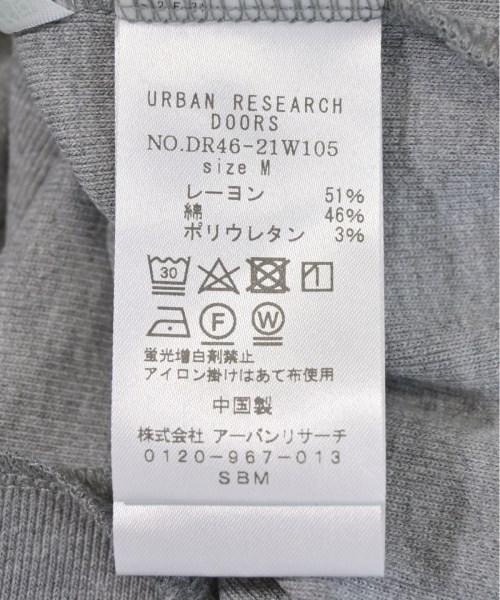 URBAN RESEARCH
DOORS
NO.DR46-21W105
size M
レーヨン 51%
綿 46%
ポリウレタン 3%
30
F W
蛍光増白剤禁止
アイロン掛けはあて布使用
中国製
株式会社 アーバンリサーチ
0120-967-013
SBM